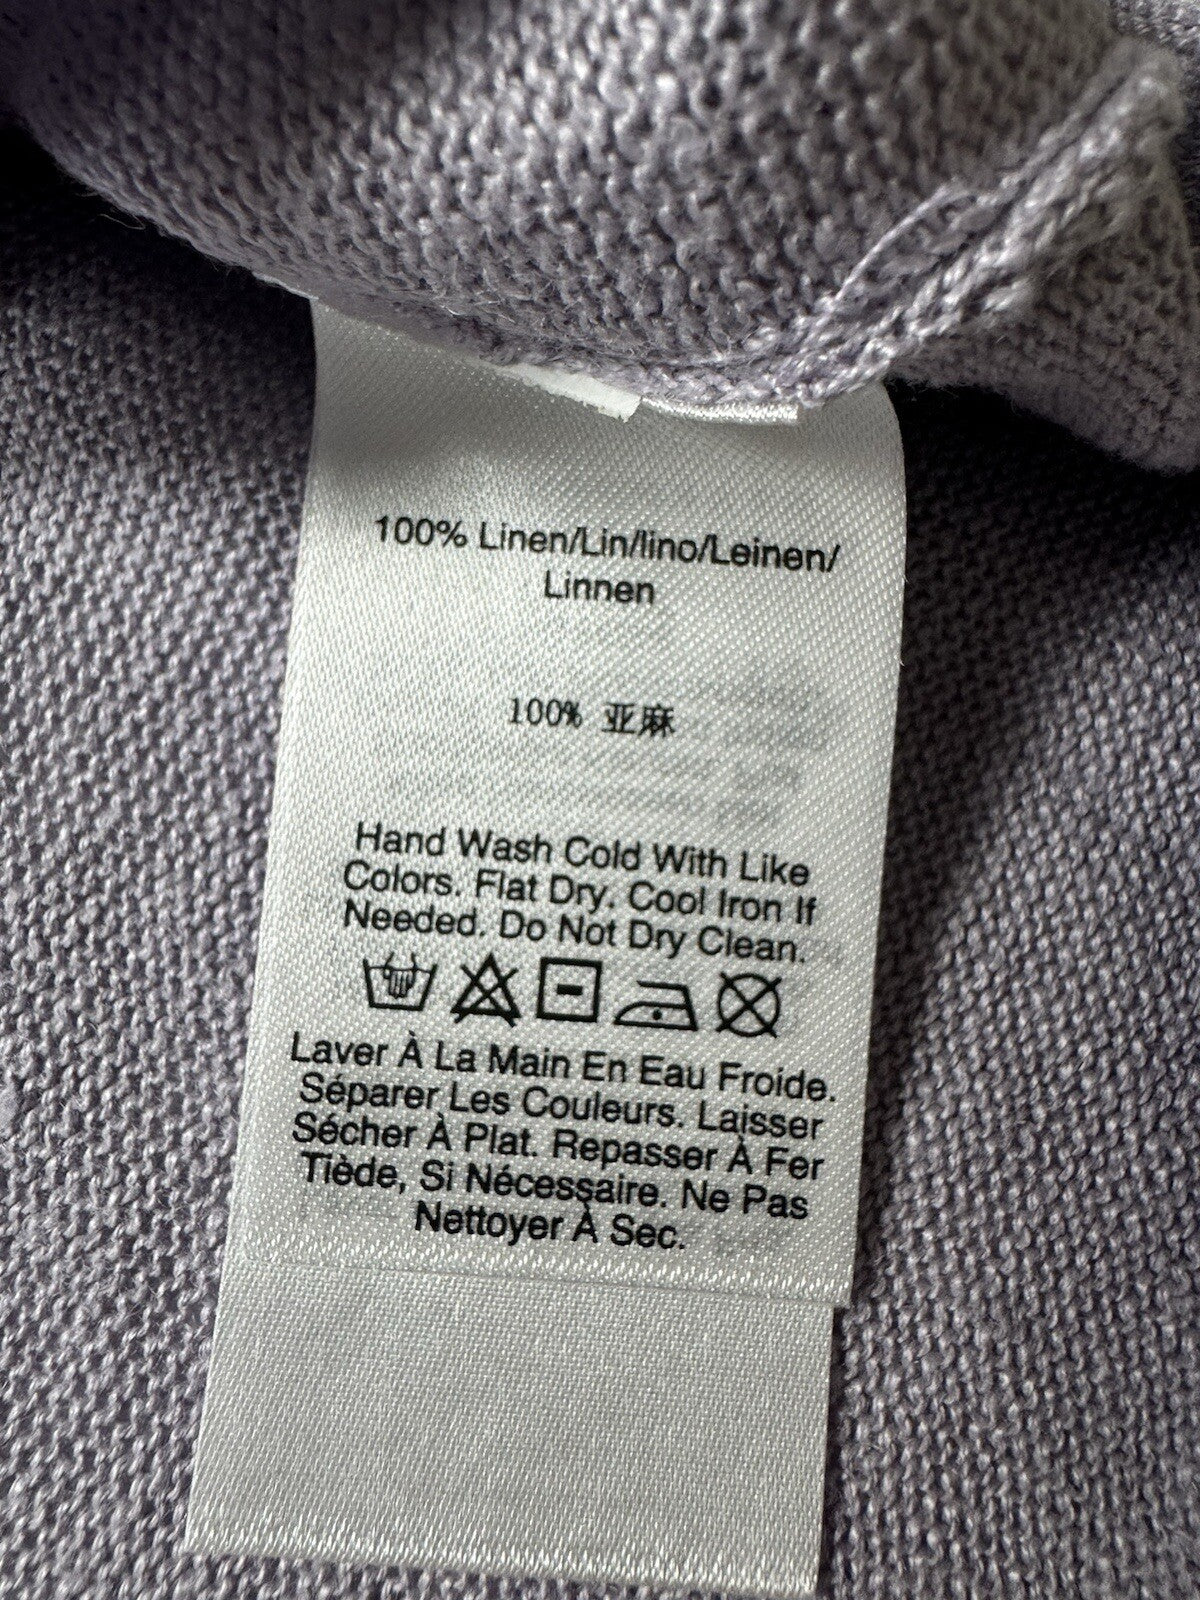 100% Linen/Lin/lino/Leinen/
Linnen
100% 亚麻
Hand Wash Cold With Like
Colors. Flat Dry. Cool Iron If
Needed. Do Not Dry Clean.
Laver À La Main En Eau Froide.
Séparer Les Couleurs. Laisser
Sécher À Plat. Repasser À Fer
Tiède, Si Nécessaire. Ne Pas
Nettoyer À Sec.